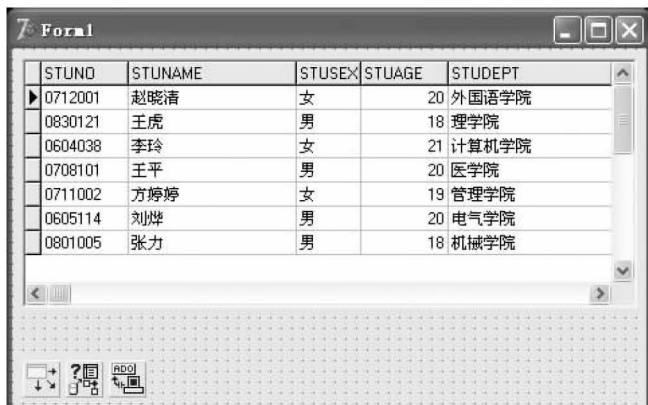 Form1
STUNO STUNAME STUSEX STUAGE STUDEPT
0712001 赵晓清 女 20 外国语学院
0830121 王虎 男 18 理学院
0604038 李玲 女 21 计算机学院
0708101 王平 男 20 医学院
0711002 方婷婷 女 19 管理学院
0605114 刘烨 男 20 电气学院
0801005 张力 男 18 机械学院
ADO